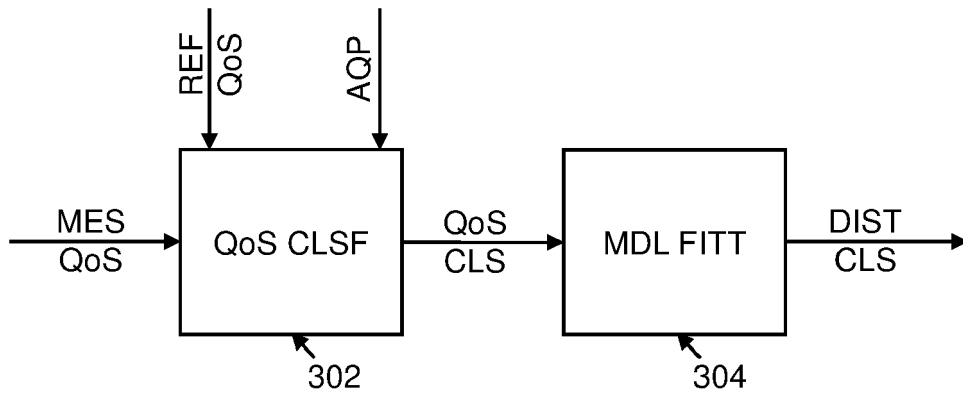 REF
QoS
AQP
MES
QoS
QoS CLSF
QoS
CLS
MDL FITT
DIST
CLS
302
304